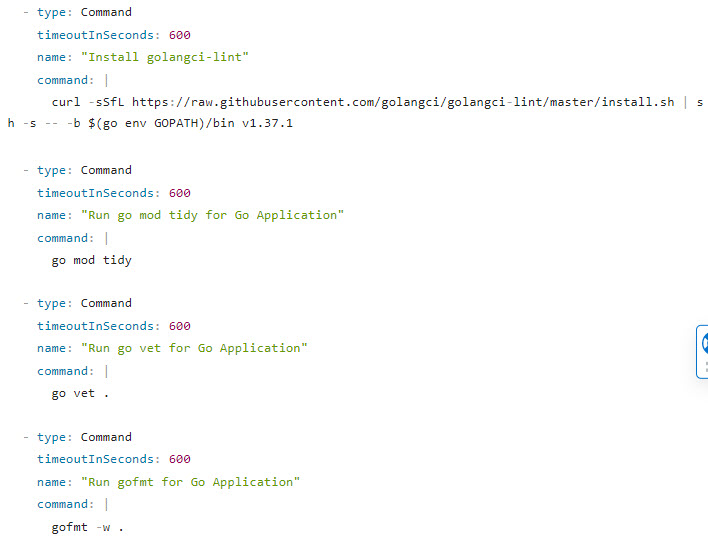 - type: Command
timeoutInSeconds: 600
name: "Install golangci-lint"
command: |
curl -sSfL https://raw.githubusercontent.com/golangci/golangci-lint/master/install.sh | s
h -s -- -b $(go env GOPATH)/bin v1.37.1
- type: Command
timeoutInSeconds: 600
name: "Run go mod tidy for Go Application"
command: |
go mod tidy
- type: Command
timeoutInSeconds: 600
name: "Run go vet for Go Application"
command: |
go vet .
- type: Command
timeoutInSeconds: 600
name: "Run gofmt for Go Application"
command: |
gofmt -w .